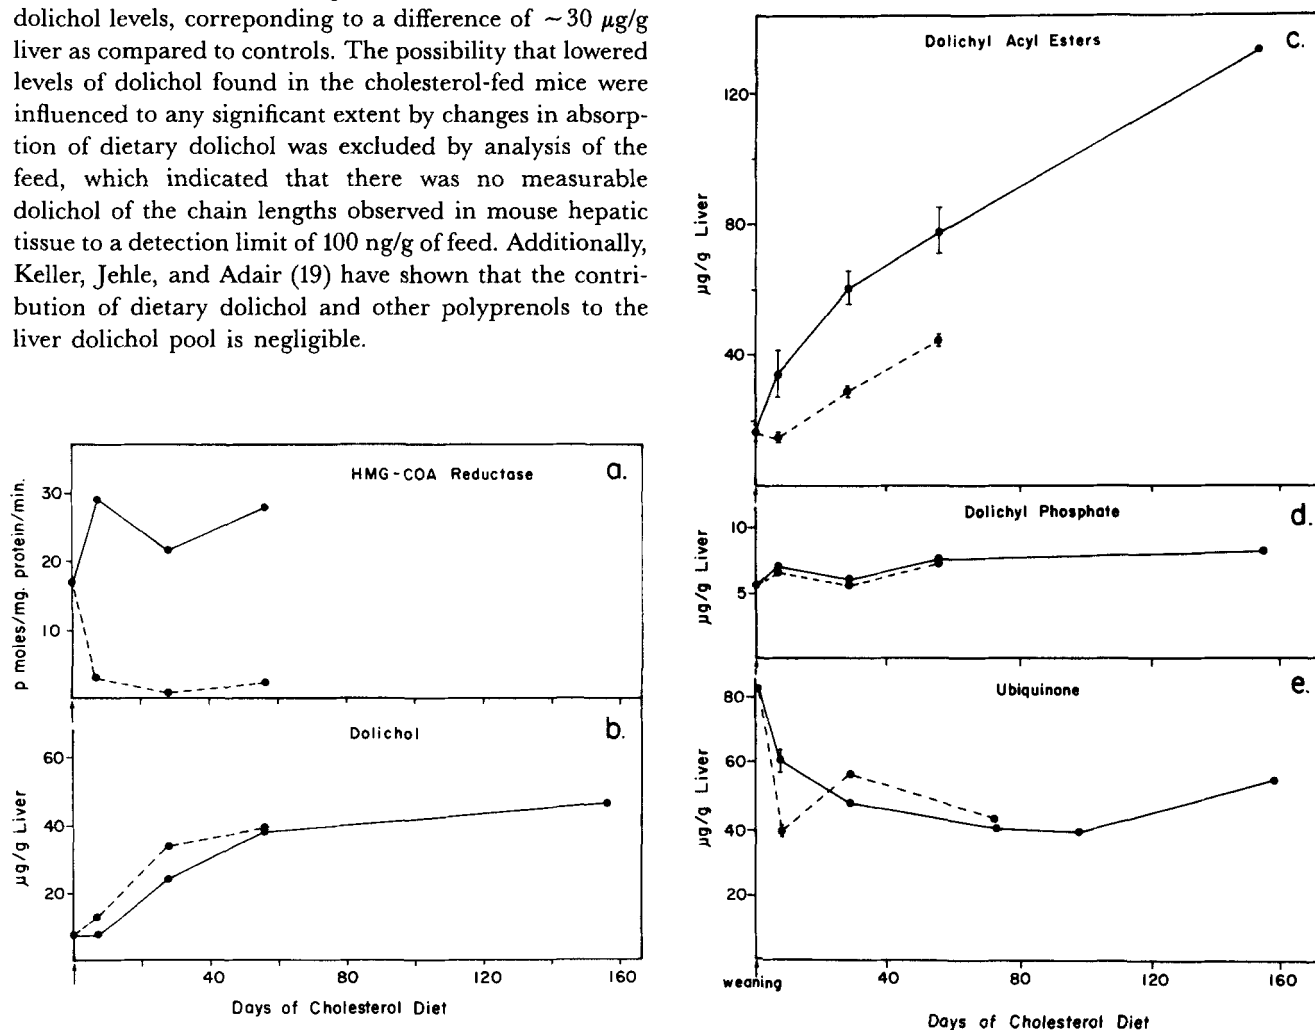 dolichol levels, correponding to a difference of ~30 μg/g
liver as compared to controls. The possibility that lowered
levels of dolichol found in the cholesterol-fed mice were
influenced to any significant extent by changes in absorp-
tion of dietary dolichol was excluded by analysis of the
feed, which indicated that there was no measurable
dolichol of the chain lengths observed in mouse hepatic
tissue to a detection limit of 100 ng/g of feed. Additionally,
Keller, Jehle, and Adair (19) have shown that the contri-
bution of dietary dolichol and other polyprenols to the
liver dolichol pool is negligible.
HMG-COA Reductase
a.
p moles/mg. protein/min.
30
20
10
Dolichol
b.
μg/g Liver
60
40
20
40
80
120
160
Days of Cholesterol Diet
Dolichyl Acyl Esters
c.
μg/g Liver
120
80
40
Dolichyl Phosphate
d.
μg/g Liver
10
5
Ubiquinone
e.
μg/g Liver
80
60
40
20
weaning
40
80
120
160
Days of Cholesterol Diet